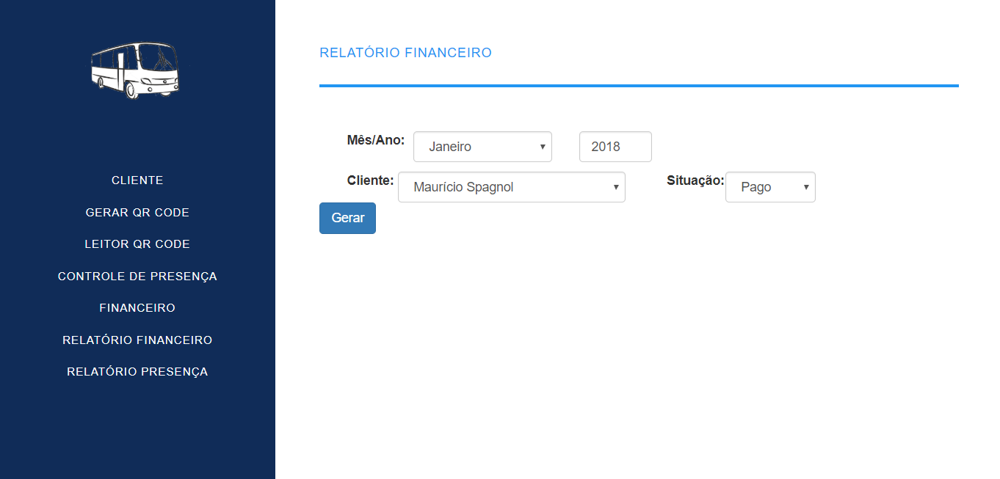 CLIENTE
GERAR QR CODE
LEITOR QR CODE
CONTROLE DE PRESENÇA
FINANCEIRO
RELATÓRIO FINANCEIRO
RELATÓRIO PRESENÇA
RELATÓRIO FINANCEIRO
Mês/Ano: Janeiro 2018
Cliente: Maurício Spagnol Situação: Pago
Gerar